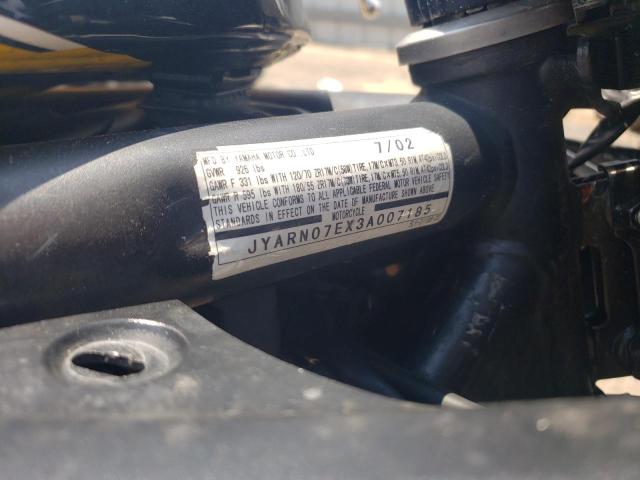 MFD BY YAMAHA MOTOR CO.,LTD 7/02
GVWR 926 lbs
GAWR F 331 lbs WITH 120/70 ZR17M/C(58W)TIRE, 17M/C×MT3.50 RIM, AT
GAWR R 595 lbs WITH 180/55 ZR17M/C(73W)TIRE, 17M/C×MT5.50 RIM, AT
THIS VEHICLE CONFORMS TO ALL APPLICABLE FEDERAL MOTOR VEHICLE SAFETY
STANDARDS IN EFFECT ON THE DATE OF MANUFACTURE SHOWN ABOVE
MOTORCYCLE
JYARN07EX3A007185